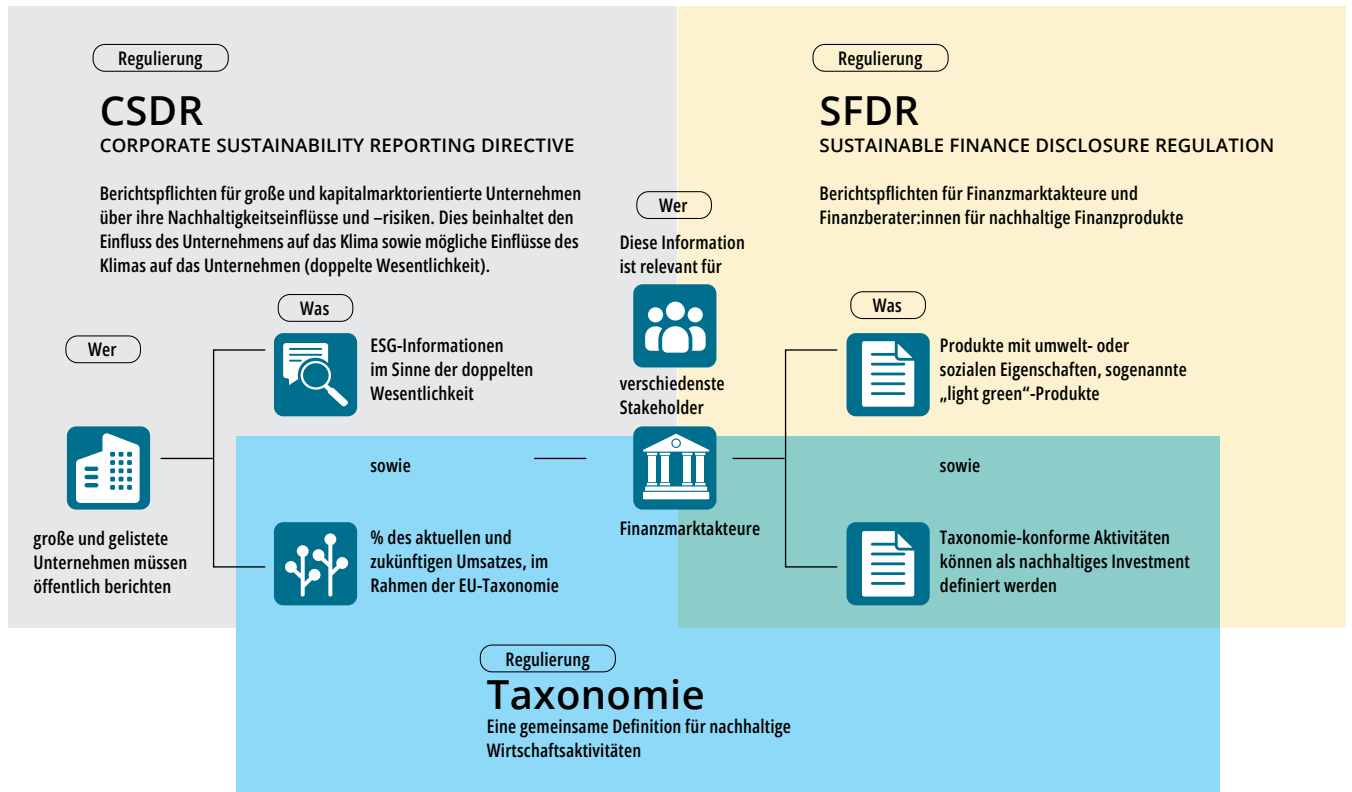 Regulierung
CSDR
CORPORATE SUSTAINABILITY REPORTING DIRECTIVE
Berichtspflichten für große und kapitalmarktorientierte Unternehmen
über ihre Nachhaltigkeitseinflüsse und –risiken. Dies beinhaltet den
Einfluss des Unternehmens auf das Klima sowie mögliche Einflüsse des
Klimas auf das Unternehmen (doppelte Wesentlichkeit).
Wer
große und gelistete
Unternehmen müssen
öffentlich berichten
Was
ESG-Informationen
im Sinne der doppelten
Wesentlichkeit
sowie
% des aktuellen und
zukünftigen Umsatzes, im
Rahmen der EU-Taxonomie
Wer
Diese Information
ist relevant für
verschiedenste
Stakeholder
Finanzmarktakteure
Regulierung
SFDR
SUSTAINABLE FINANCE DISCLOSURE REGULATION
Berichtspflichten für Finanzmarktakteure und
Finanzberater:innen für nachhaltige Finanzprodukte
Was
Produkte mit umwelt- oder
sozialen Eigenschaften, sogenannte
„light green“-Produkte
sowie
Taxonomie-konforme Aktivitäten
können als nachhaltiges Investment
definiert werden
Regulierung
Taxonomie
Eine gemeinsame Definition für nachhaltige
Wirtschaftsaktivitäten